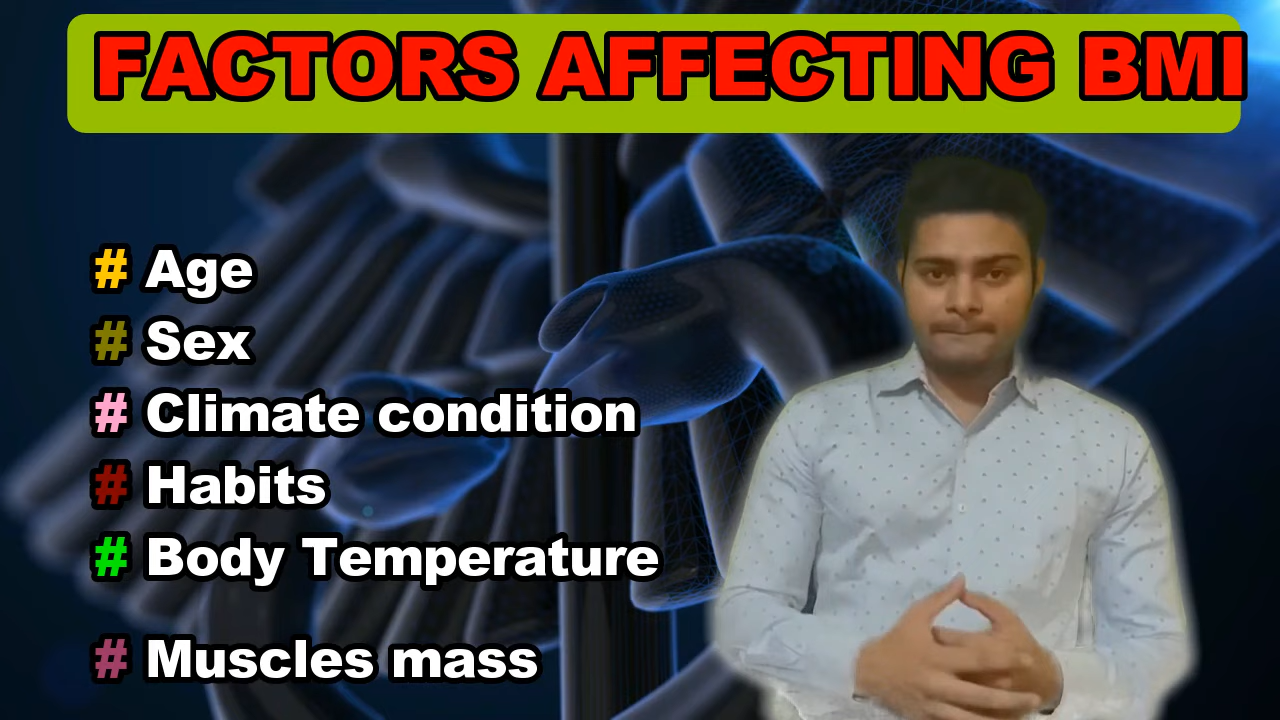 FACTORS AFFECTING BMI
# Age
# Sex
# Climate condition
# Habits
# Body Temperature
# Muscles mass